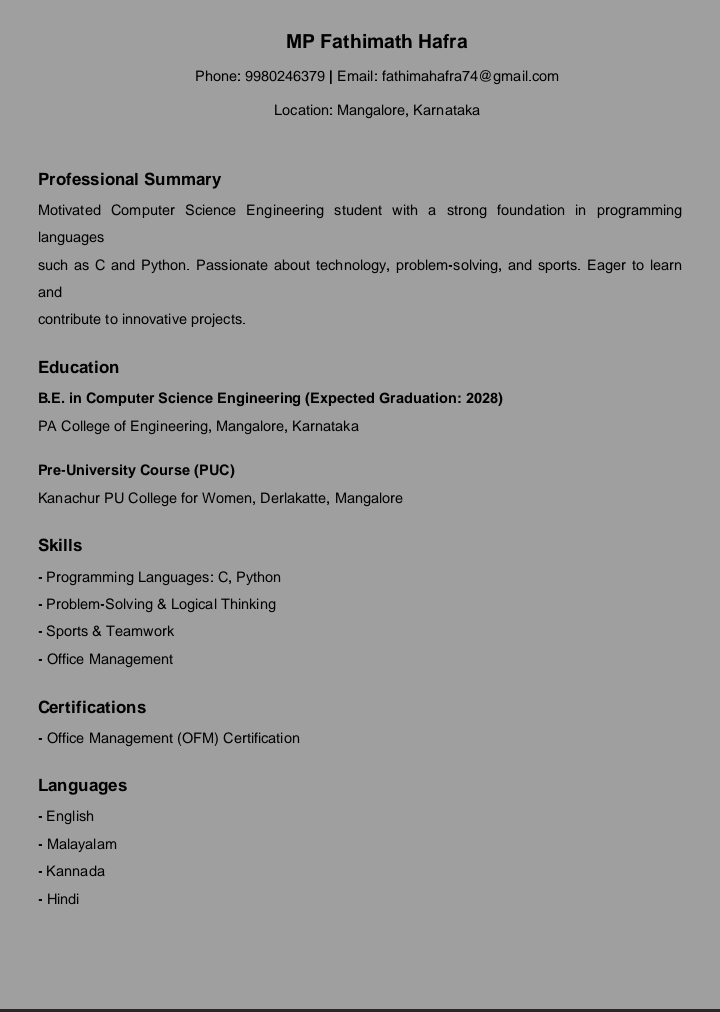 MP Fathimath Hafra
Phone: 9980246379 | Email: fathimahafra74@gmail.com
Location: Mangalore, Karnataka
Professional Summary
Motivated Computer Science Engineering student with a strong foundation in programming
languages
such as C and Python. Passionate about technology, problem-solving, and sports. Eager to learn
and
contribute to innovative projects.
Education
B.E. in Computer Science Engineering (Expected Graduation: 2028)
PA College of Engineering, Mangalore, Karnataka
Pre-University Course (PUC)
Kanachur PU College for Women, Derlakatte, Mangalore
Skills
- Programming Languages: C, Python
- Problem-Solving & Logical Thinking
- Sports & Teamwork
- Office Management
Certifications
- Office Management (OFM) Certification
Languages
- English
- Malayalam
- Kannada
- Hindi